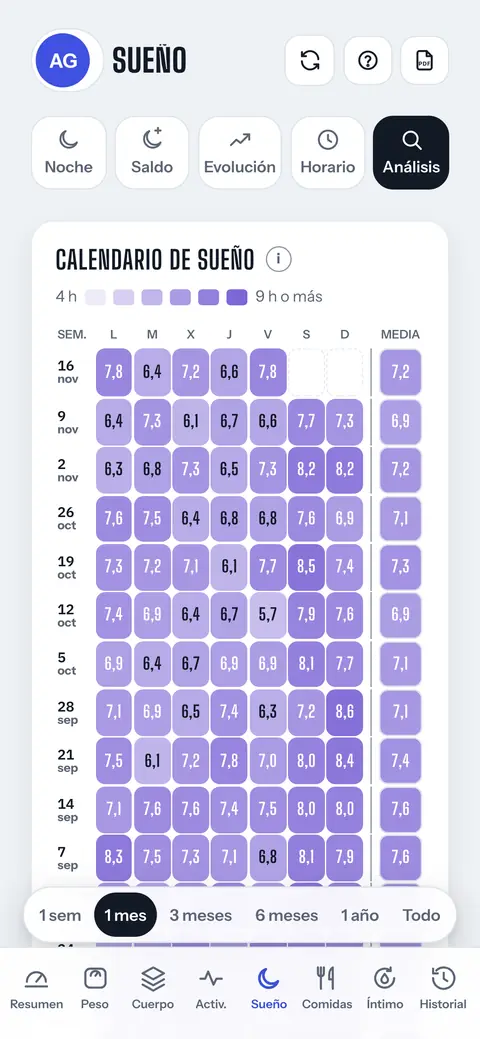 AG SUEÑO PDF
Noche Saldo Evolución Horario Análisis
CALENDARIO DE SUEÑO i
4 h 9 h o más
SEM. L M X J V S D MEDIA
16 nov 7,8 6,4 7,2 6,6 7,8 7,2
9 nov 6,4 7,3 6,1 6,7 6,6 7,7 7,3 6,9
2 nov 6,3 6,8 7,3 6,5 7,3 8,2 8,2 7,2
26 oct 7,6 7,5 6,4 6,8 6,8 7,6 6,9 7,1
19 oct 7,3 7,2 7,1 6,1 7,7 8,5 7,4 7,3
12 oct 7,4 6,9 6,4 6,7 5,7 7,9 7,6 6,9
5 oct 6,9 6,4 6,7 6,9 6,9 8,1 7,7 7,1
28 sep 7,1 6,9 6,5 7,4 6,3 7,2 8,6 7,1
21 sep 7,5 6,1 7,2 7,8 7,0 8,0 8,4 7,4
14 sep 7,1 7,6 7,6 7,4 7,5 8,0 8,0 7,6
7 sep 8,3 7,5 7,3 7,1 6,8 8,1 7,9 7,6
1 sem 1 mes 3 meses 6 meses 1 año Todo
Resumen Peso Cuerpo Activ. Sueño Comidas Íntimo Historial